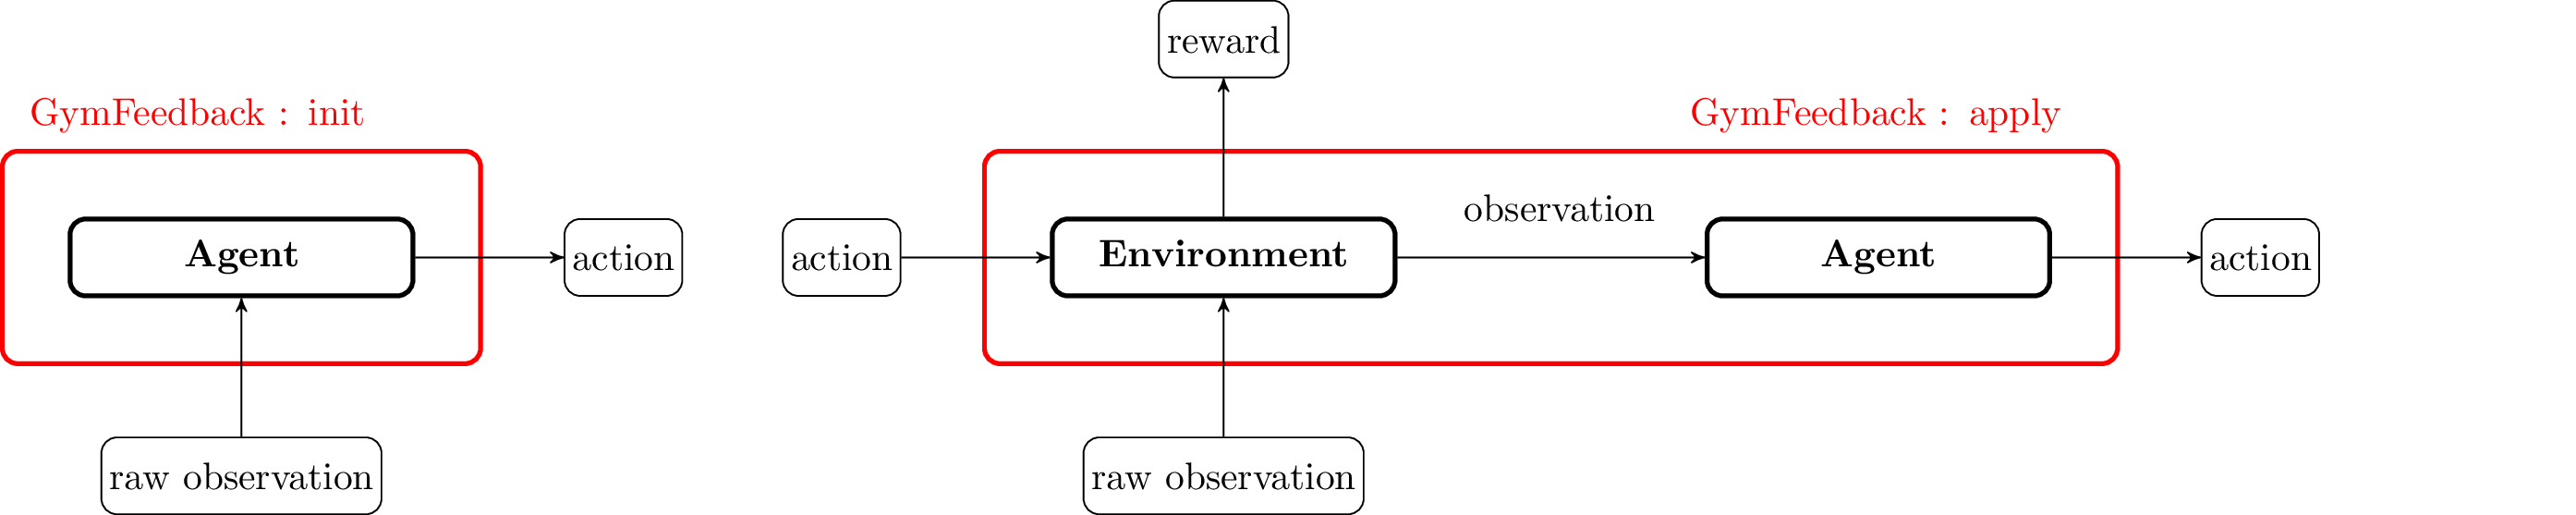 reward
GymFeedback : init
GymFeedback : apply
observation
Agent
action
action
Environment
Agent
action
raw observation
raw observation